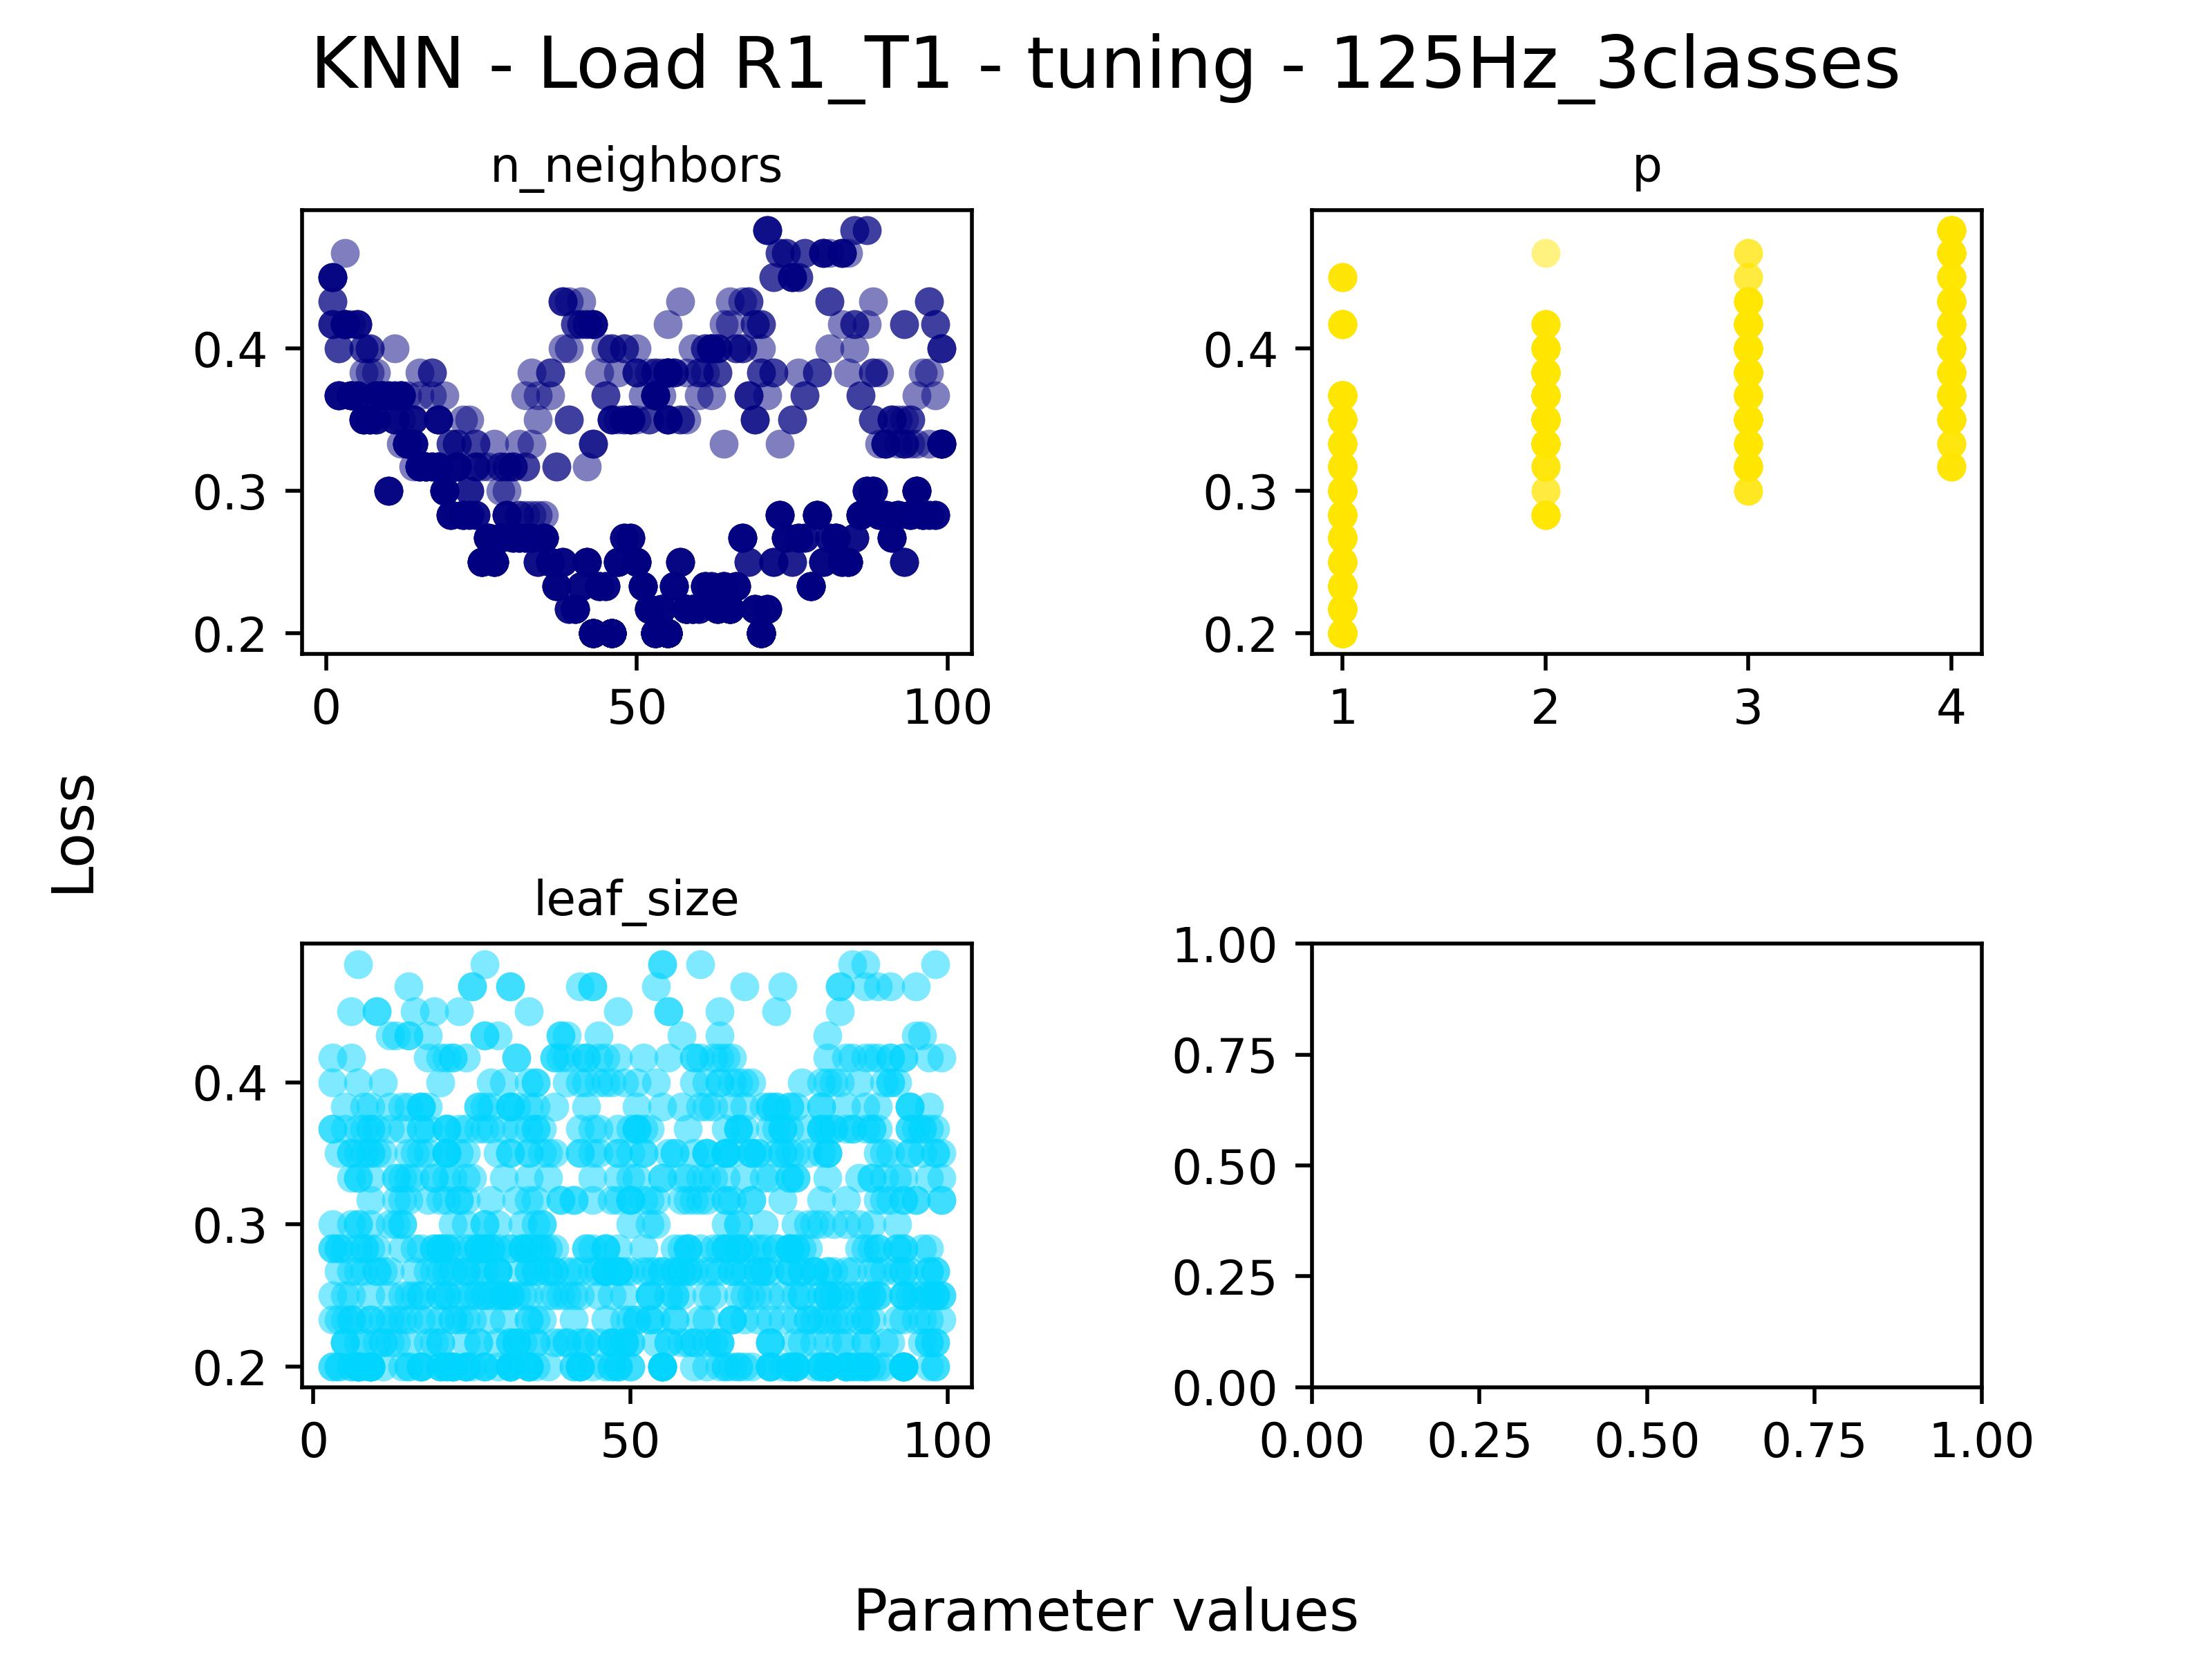 KNN - Load R1_T1 - tuning - 125Hz_3classes
n_neighbors
0.4
0.3
0.2
0 50 100
p
0.4
0.3
0.2
1 2 3 4
Loss
leaf_size
0.4
0.3
0.2
0 50 100
1.00
0.75
0.50
0.25
0.00
0.00 0.25 0.50 0.75 1.00
Parameter values